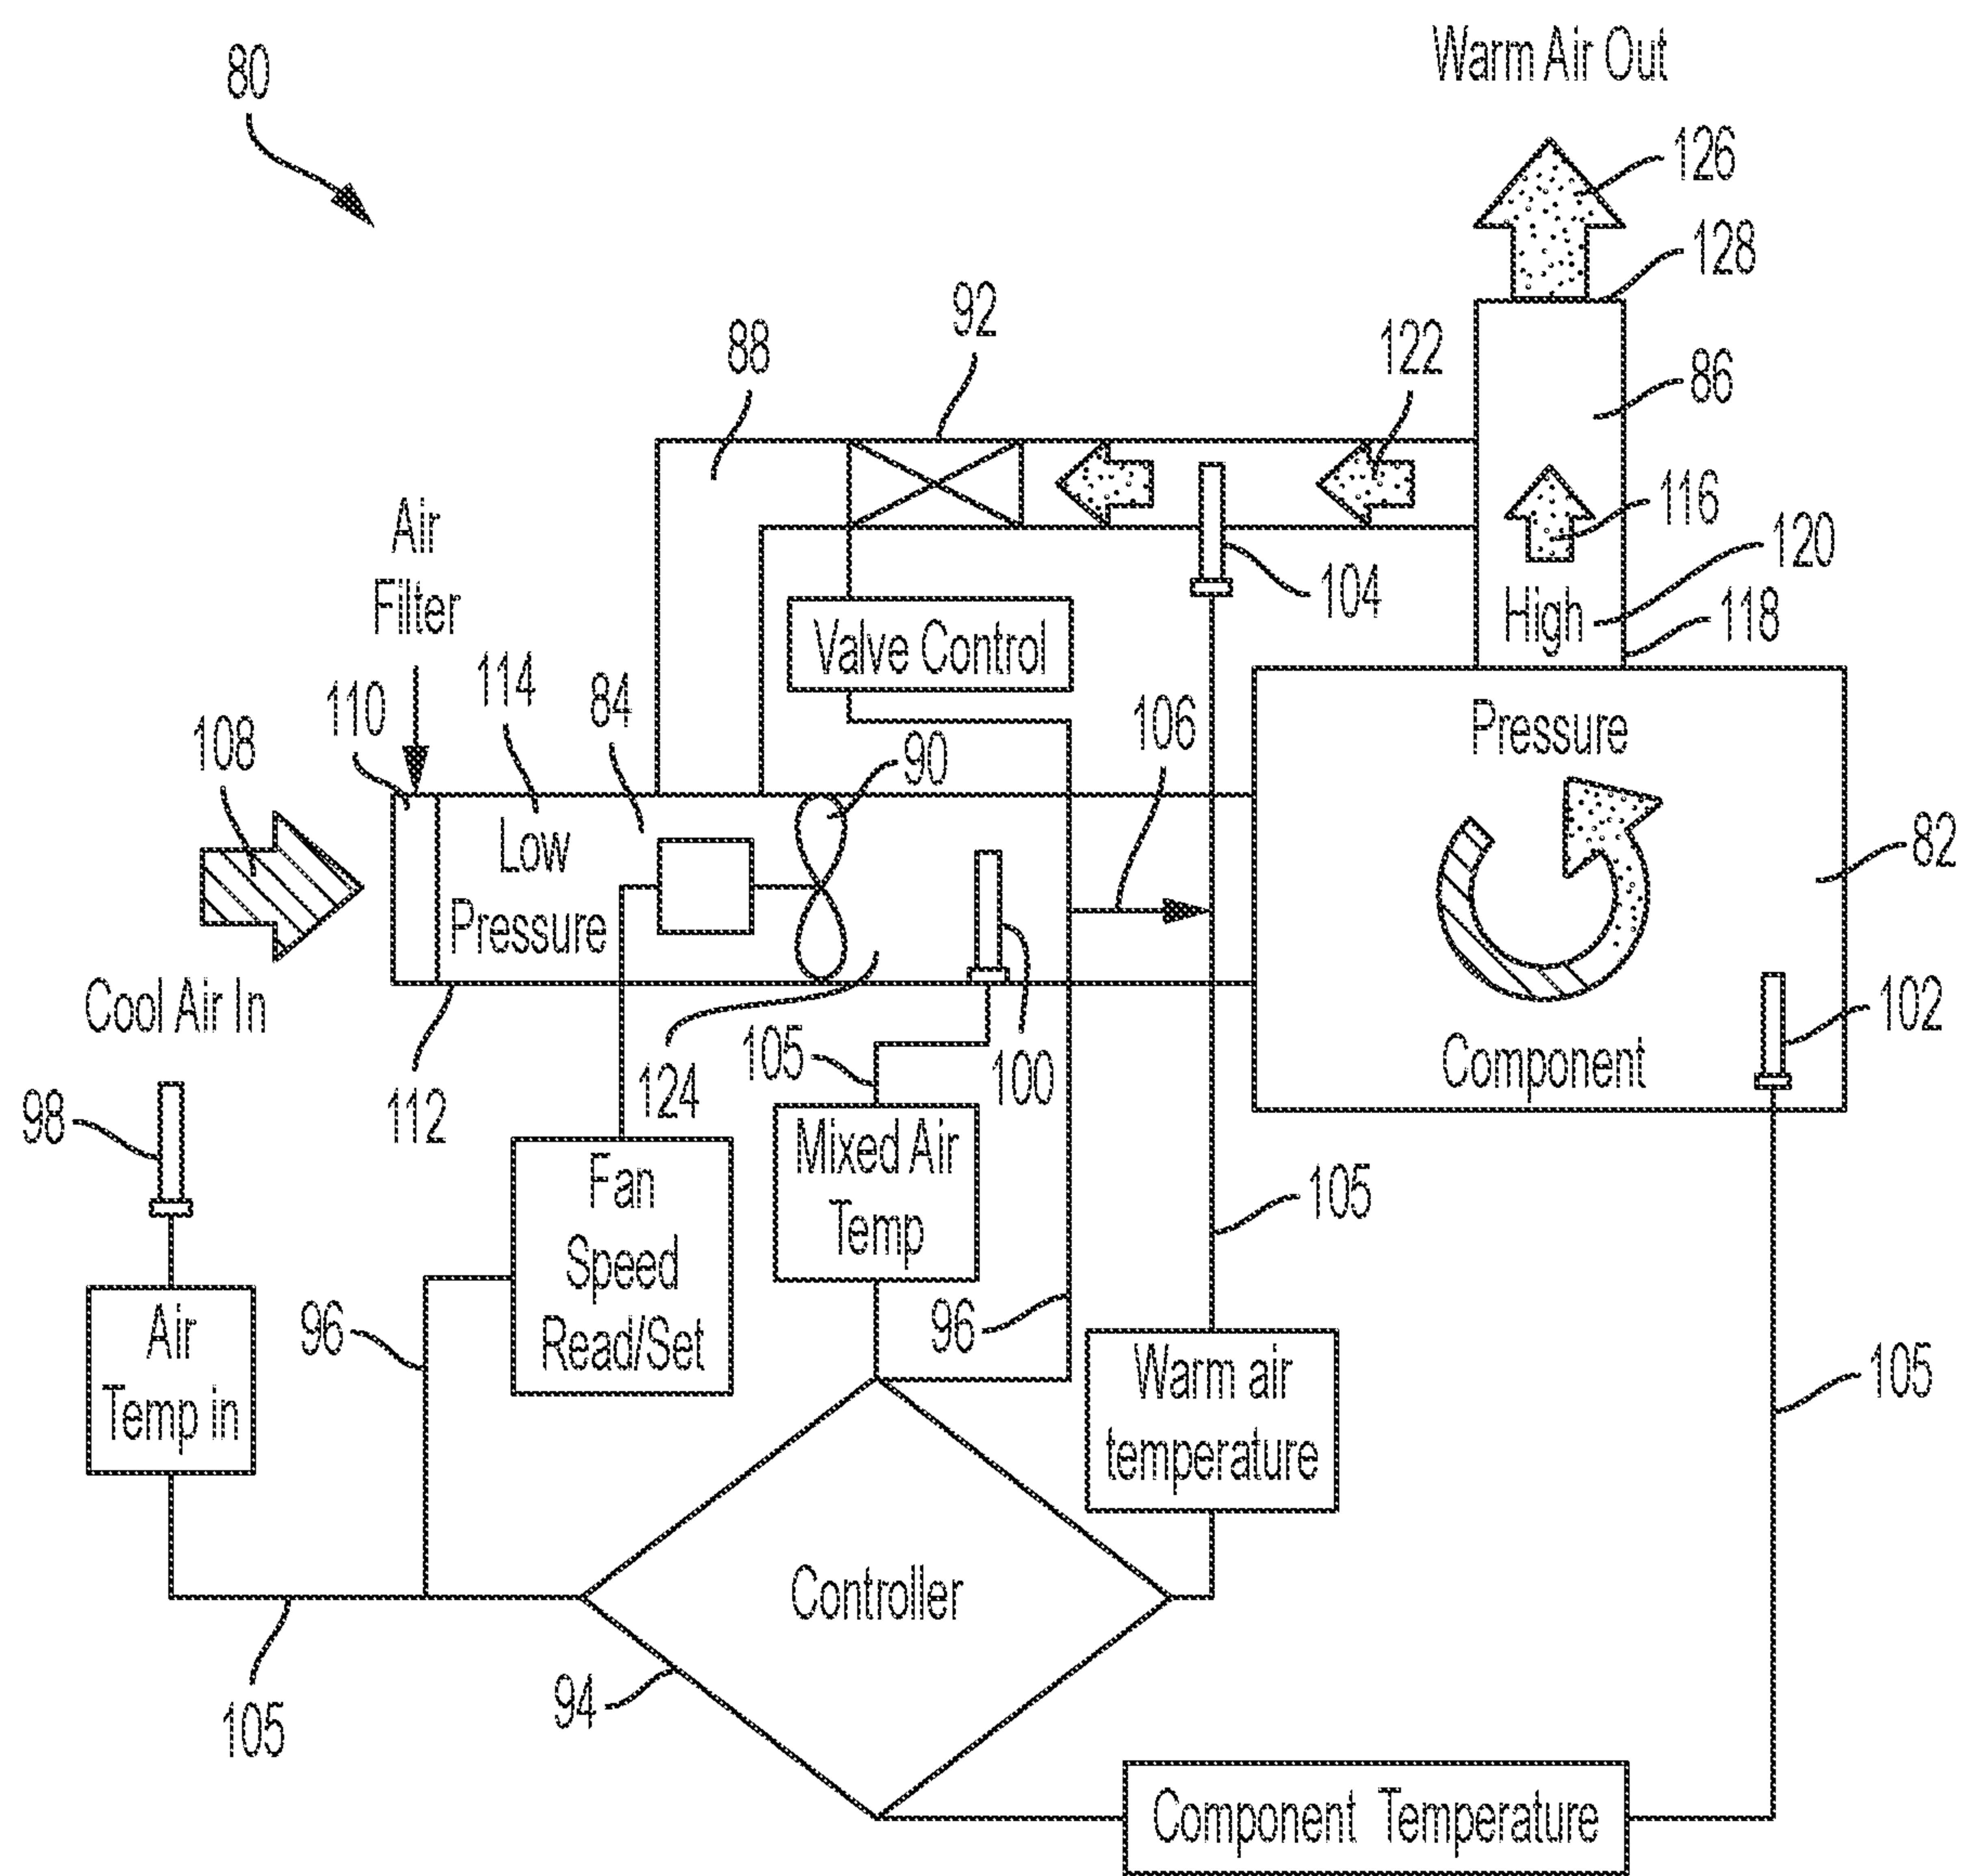 80
Warm Air Out
126
128
92
88
122
86
116
120
118
Air
Filter
104
High
Valve Control
110
114
84
90
106
108
Pressure
Low
Pressure
82
Cool Air In
Component
102
98
112
124
105
100
Fan
Speed
Read/Set
Mixed Air
Temp
105
96
96
Air
Temp in
Warm air
temperature
105
Controller
105
94
Component Temperature